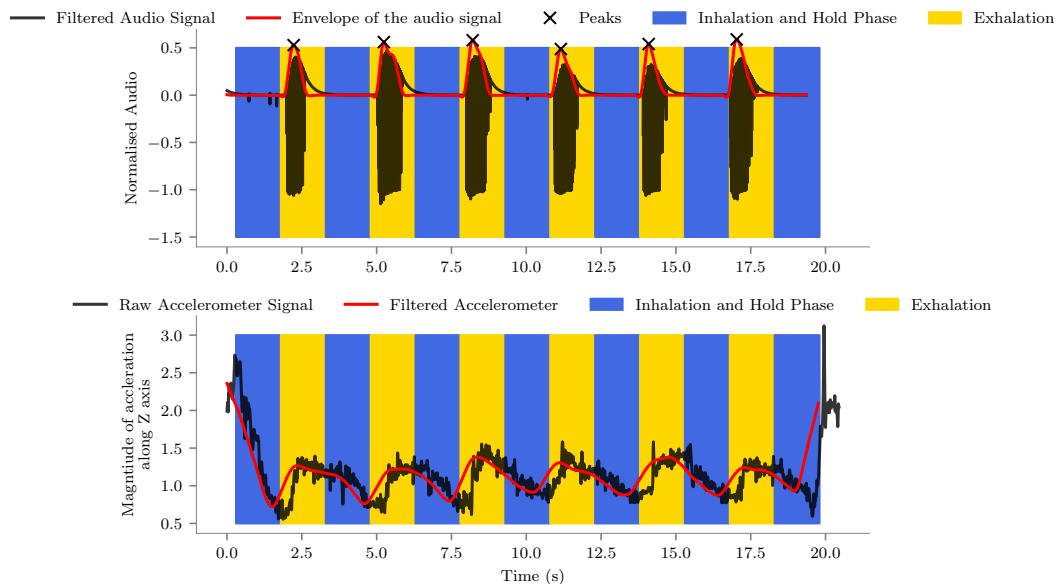 Filtered Audio Signal Envelope of the audio signal Peaks Inhalation and Hold Phase Exhalation
0.5
0.0
−0.5
−1.0
−1.5
Normalised Audio
0.0 2.5 5.0 7.5 10.0 12.5 15.0 17.5 20.0
Raw Accelerometer Signal Filtered Accelerometer Inhalation and Hold Phase Exhalation
3.0
2.5
2.0
1.5
1.0
0.5
Magntiude of accleration
along Z axis
0.0 2.5 5.0 7.5 10.0 12.5 15.0 17.5 20.0
Time (s)